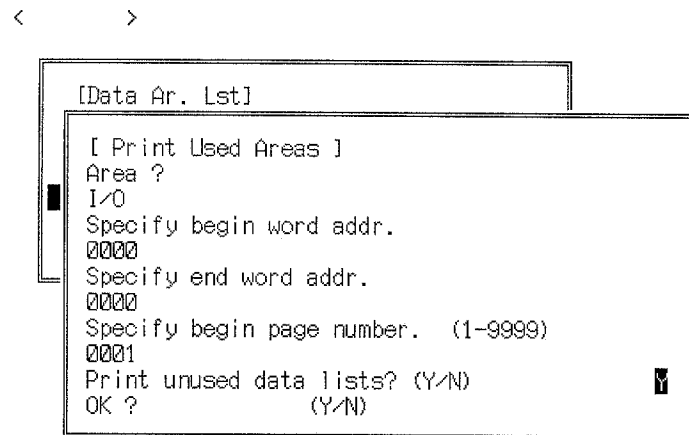 < >
[Data Ar. Lst]
[ Print Used Areas ]
Area ?
I/O
Specify begin word addr.
0000
Specify end word addr.
0000
Specify begin page number. (1-9999)
0001
Print unused data lists? (Y/N) Y
OK ? (Y/N)